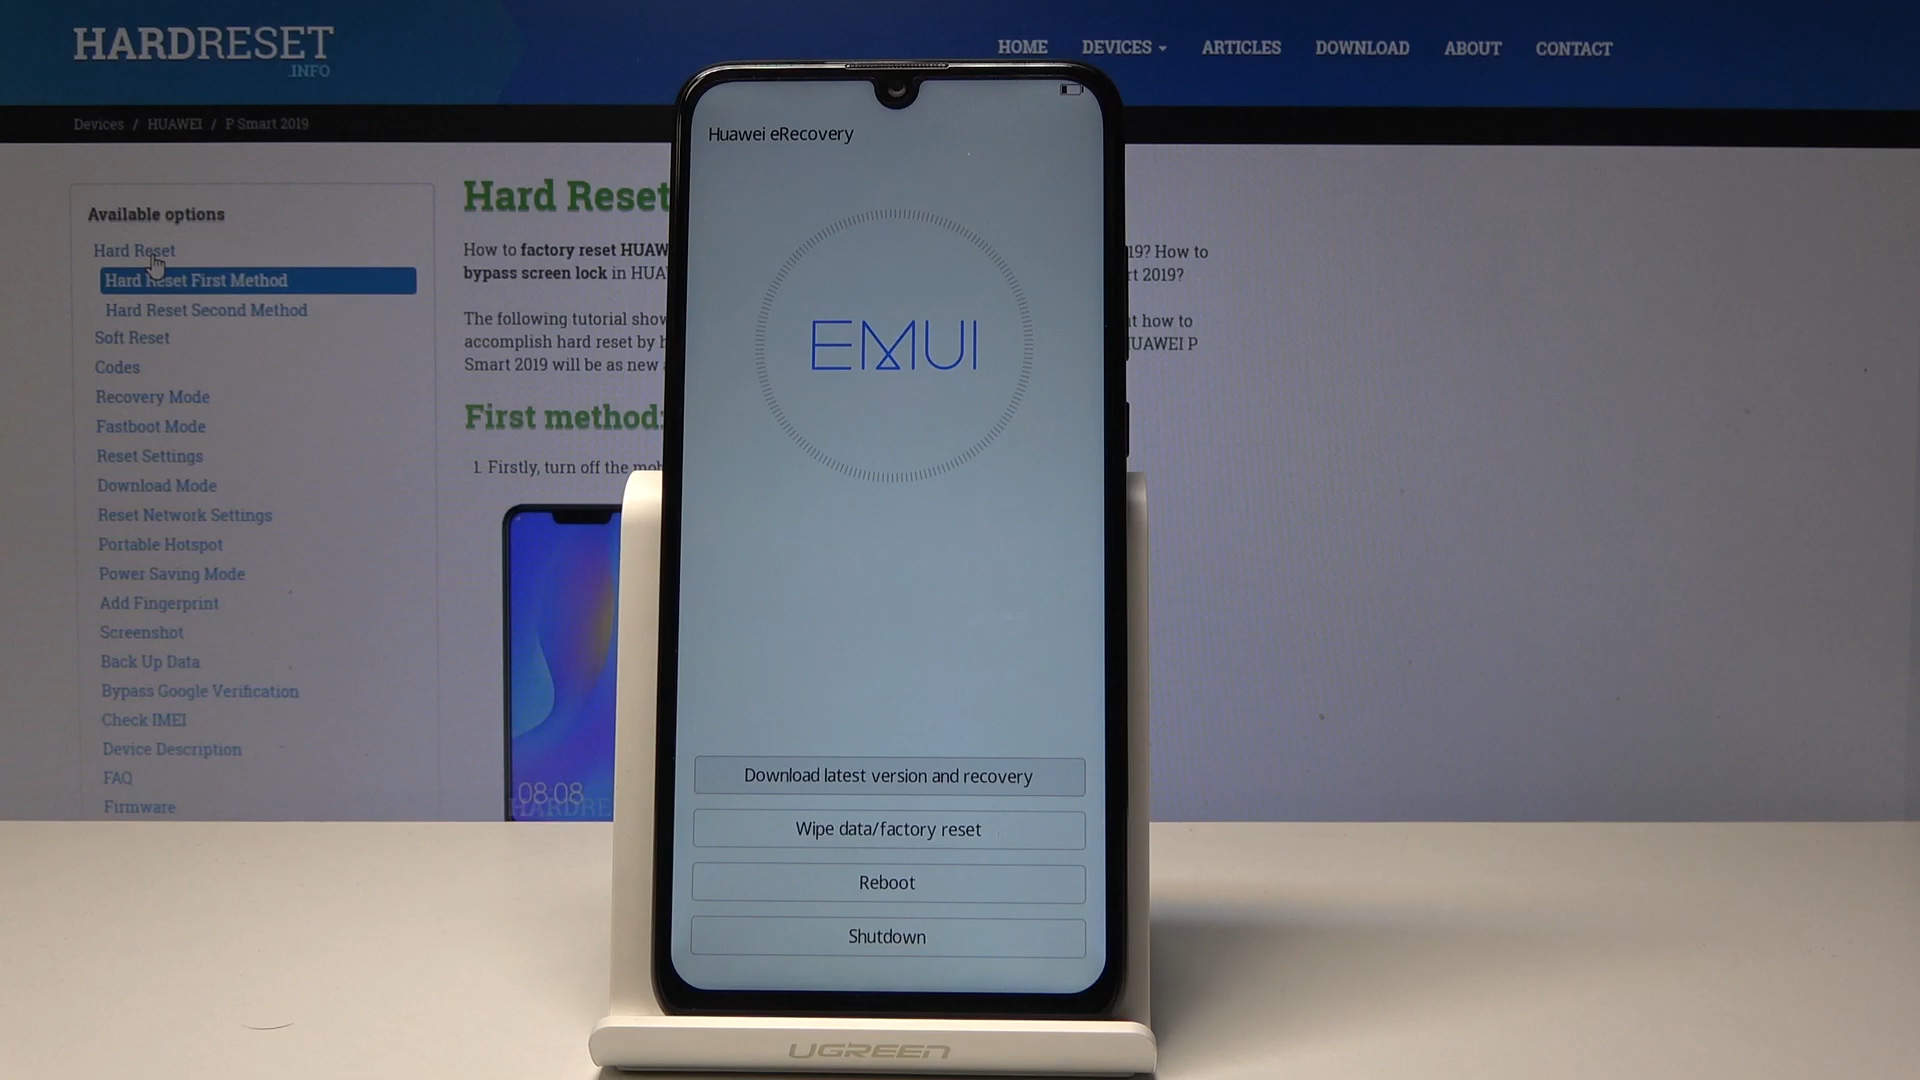 HARDRESET
.INFO
HOME DEVICES ARTICLES DOWNLOAD ABOUT CONTACT
Devices / HUAWEI / P Smart 2019
Available options
Hard Reset
Hard Reset First Method
Hard Reset Second Method
Soft Reset
Codes
Recovery Mode
Fastboot Mode
Reset Settings
Download Mode
Reset Network Settings
Portable Hotspot
Power Saving Mode
Add Fingerprint
Screenshot
Back Up Data
Bypass Google Verification
Check IMEI
Device Description
FAQ
Firmware
Hard Reset
How to factory reset HUAW
19? How to
bypass screen lock in HUA
rt 2019?
The following tutorial show
t how to
accomplish hard reset by h
UAWEI P
Smart 2019 will be as new
First method:
1. Firstly, turn off the mob
08:08
HARDRE
Huawei eRecovery
EMUI
Download latest version and recovery
Wipe data/factory reset
Reboot
Shutdown
UGREEN